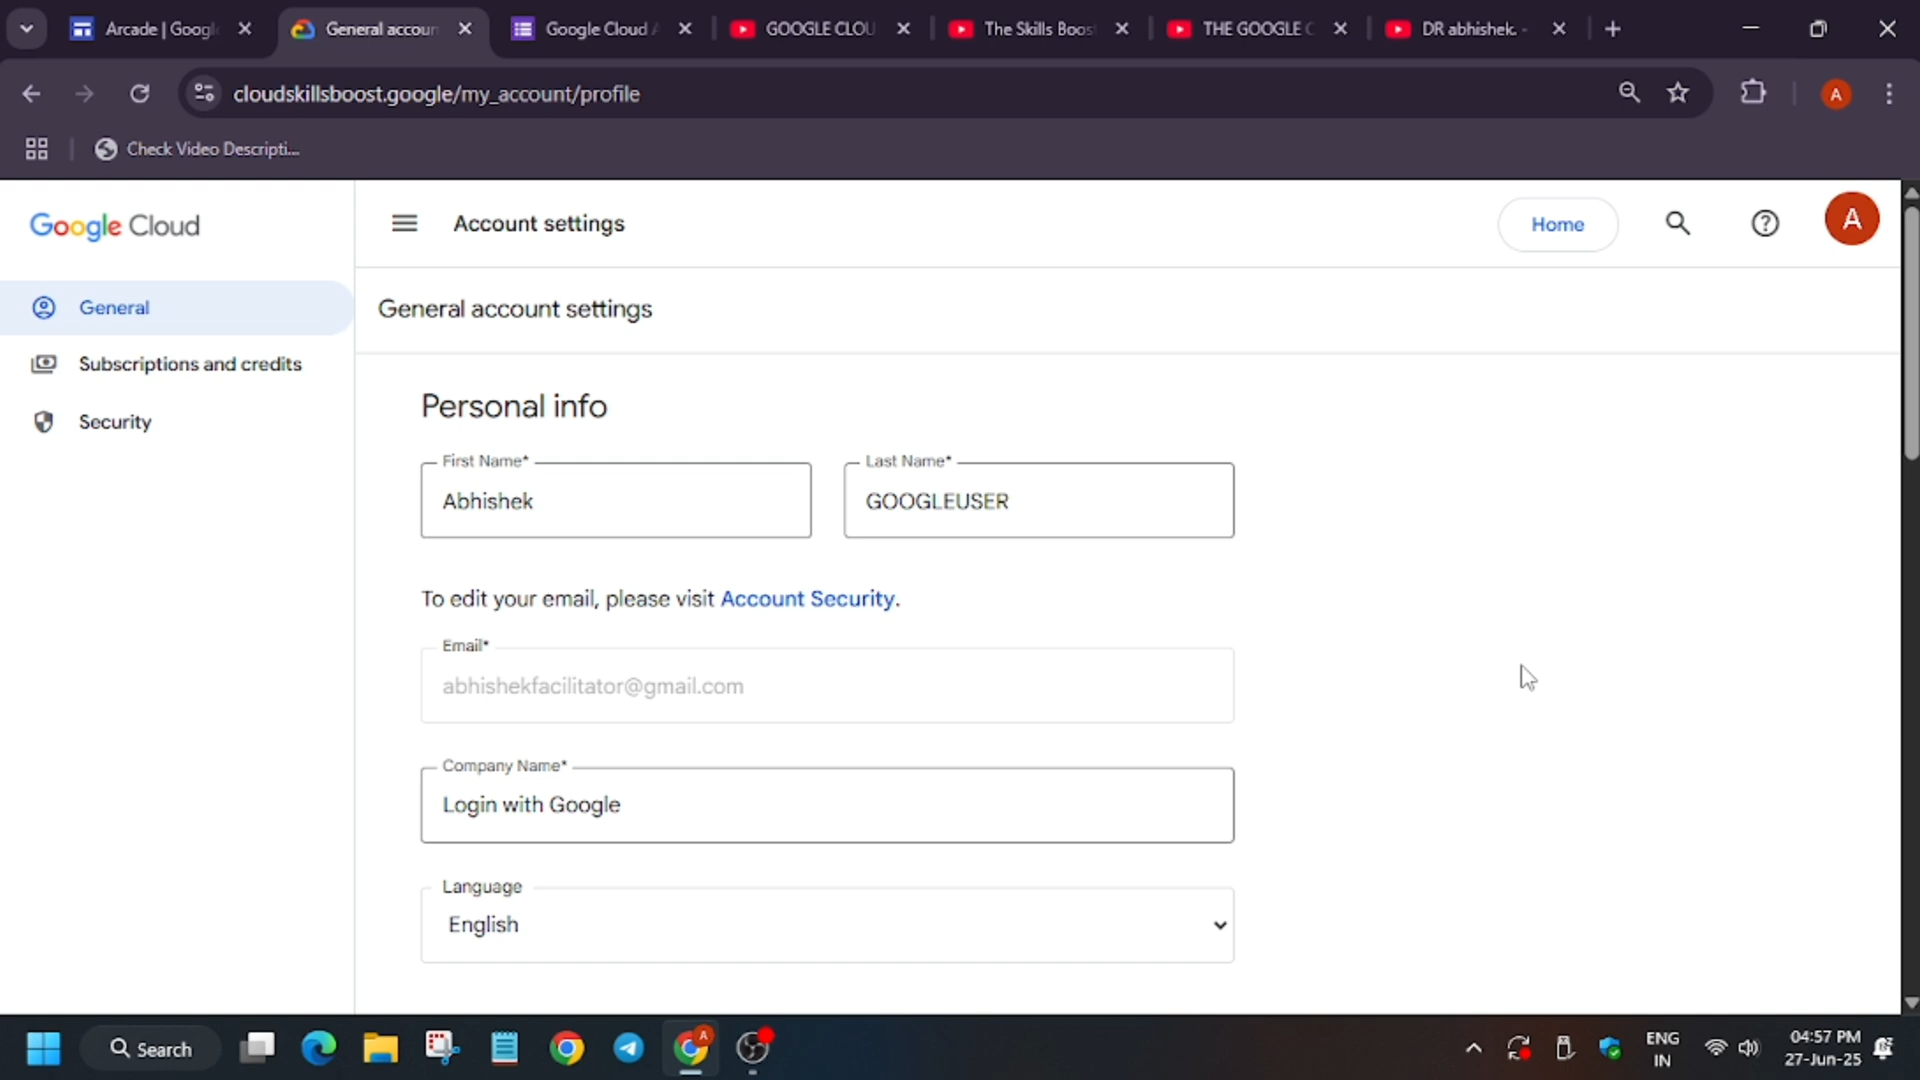 Arcade | Googl
General accoun
Google Cloud A
GOOGLE CLOU
The Skills Boos
THE GOOGLE C
DR abhishek. -
cloudskillsboost.google/my_account/profile
A
Check Video Descripti...
Google Cloud
Account settings
Home
A
General
General account settings
Subscriptions and credits
Security
Personal info
First Name*
Abhishek
Last Name*
GOOGLEUSER
To edit your email, please visit Account Security.
Email*
abhishekfacilitator@gmail.com
Company Name*
Login with Google
Language
English
Search
A
ENG
IN
04:57 PM
27-Jun-25